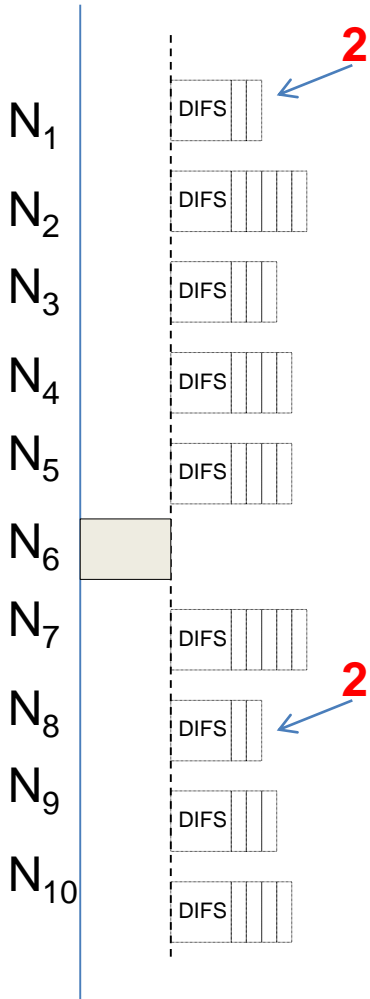 2
N1 DIFS
N2 DIFS
N3 DIFS
N4 DIFS
N5 DIFS
N6
N7 DIFS
2
N8 DIFS
N9 DIFS
N10 DIFS